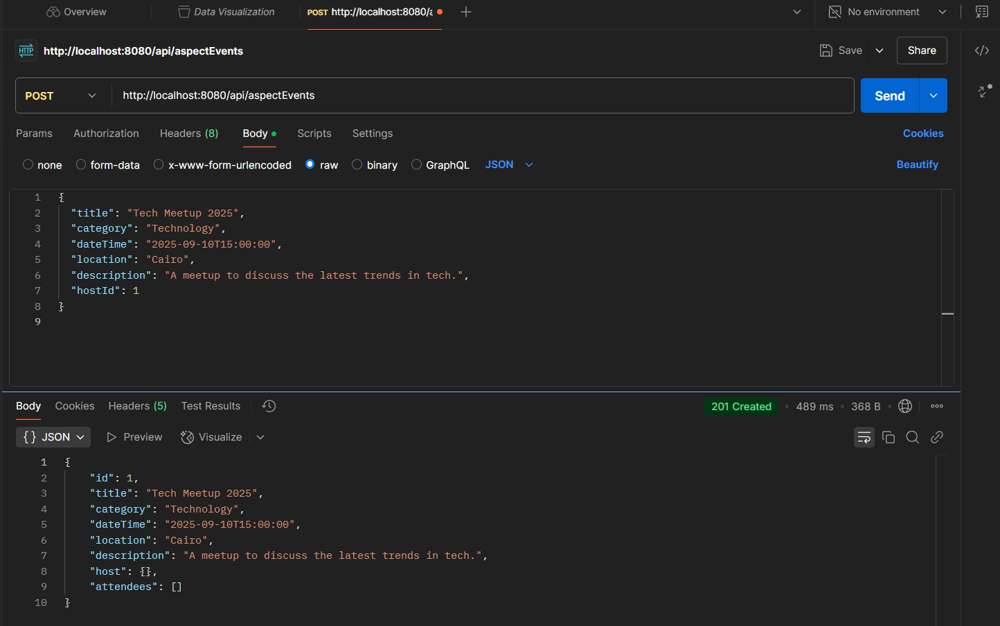 Overview Data Visualization POST http://localhost:8080/a No environment
HTTP http://localhost:8080/api/aspectEvents Save Share
POST http://localhost:8080/api/aspectEvents Send
Params Authorization Headers (8) Body Scripts Settings Cookies
none form-data x-www-form-urlencoded raw binary GraphQL JSON Beautify
1 {
2 "title": "Tech Meetup 2025",
3 "category": "Technology",
4 "dateTime": "2025-09-10T15:00:00",
5 "location": "Cairo",
6 "description": "A meetup to discuss the latest trends in tech.",
7 "hostId": 1
8 }
9
Body Cookies Headers (5) Test Results 201 Created • 489 ms • 368 B •
{} JSON Preview Visualize
1 {
2 "id": 1,
3 "title": "Tech Meetup 2025",
4 "category": "Technology",
5 "dateTime": "2025-09-10T15:00:00",
6 "location": "Cairo",
7 "description": "A meetup to discuss the latest trends in tech.",
8 "host": {},
9 "attendees": []
10 }